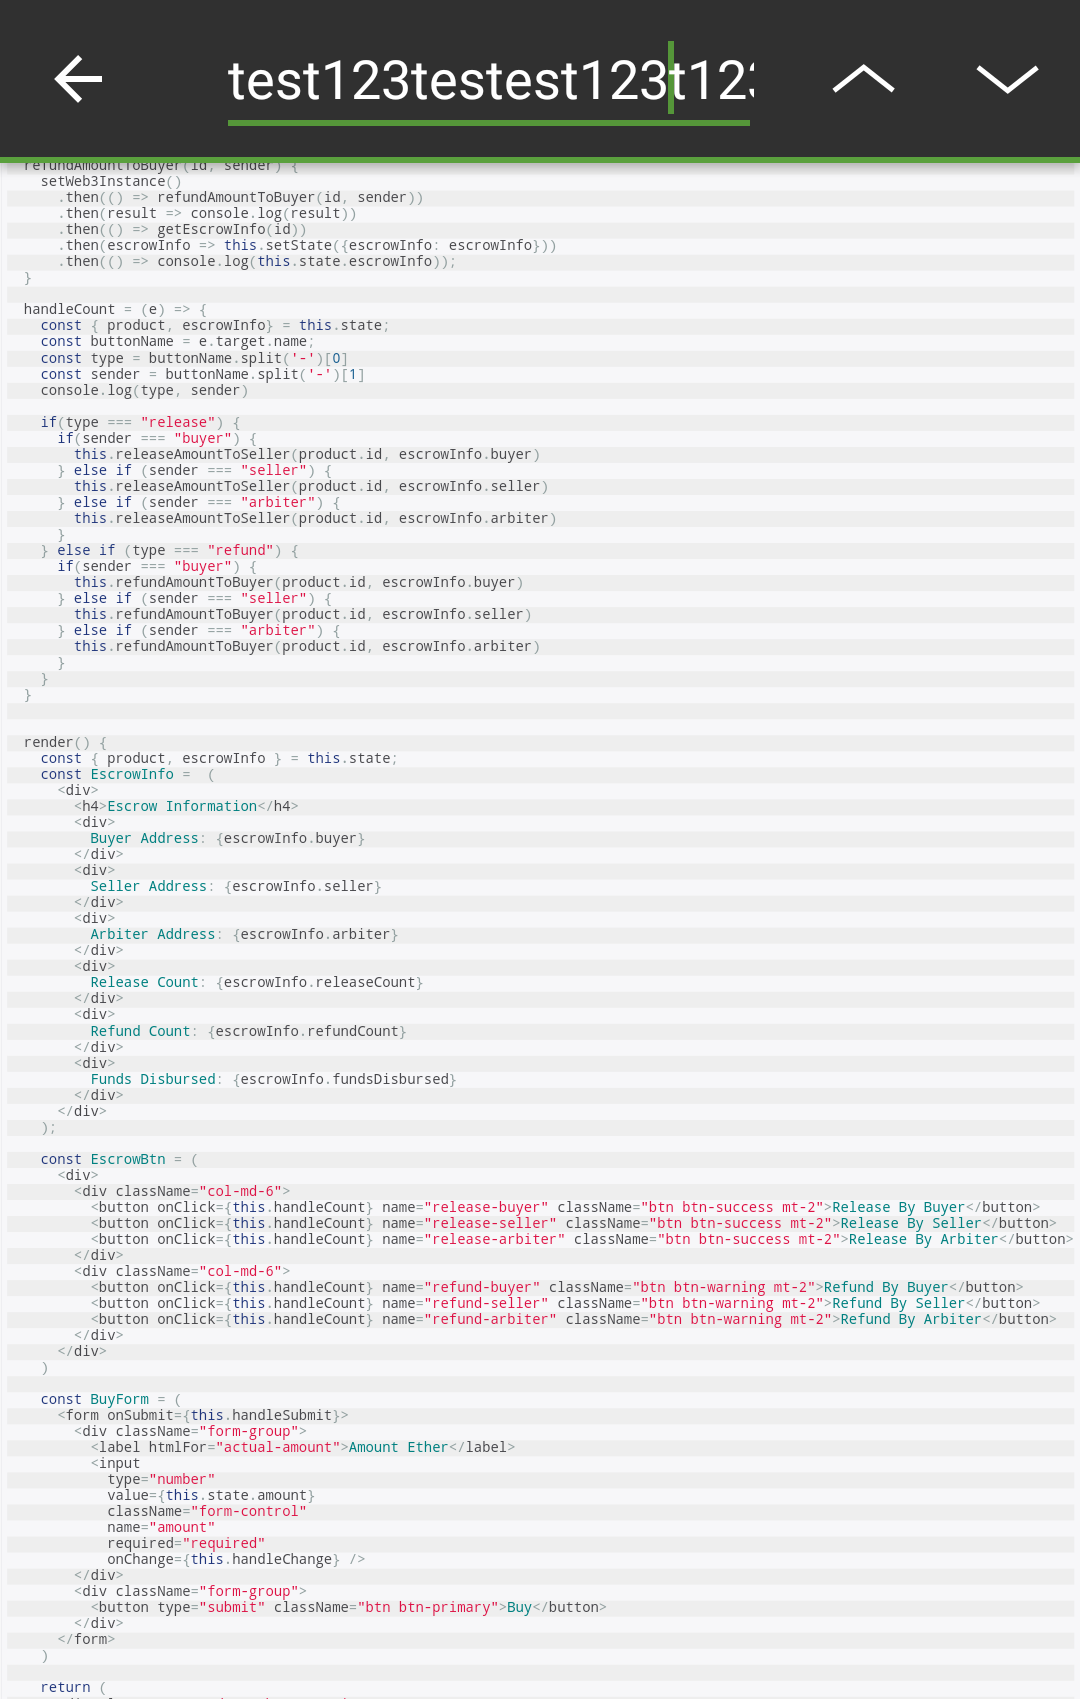 test123testest123t123
refundAmountToBuyer(id, sender) {
setWeb3Instance()
.then(() => refundAmountToBuyer(id, sender))
.then(result => console.log(result))
.then(() => getEscrowInfo(id))
.then(escrowInfo => this.setState({escrowInfo: escrowInfo}))
.then(() => console.log(this.state.escrowInfo));
}
handleCount = (e) => {
const { product, escrowInfo} = this.state;
const buttonName = e.target.name;
const type = buttonName.split('-')[0]
const sender = buttonName.split('-')[1]
console.log(type, sender)
if(type === "release") {
if(sender === "buyer") {
this.releaseAmountToSeller(product.id, escrowInfo.buyer)
} else if (sender === "seller") {
this.releaseAmountToSeller(product.id, escrowInfo.seller)
} else if (sender === "arbiter") {
this.releaseAmountToSeller(product.id, escrowInfo.arbiter)
}
} else if (type === "refund") {
if(sender === "buyer") {
this.refundAmountToBuyer(product.id, escrowInfo.buyer)
} else if (sender === "seller") {
this.refundAmountToBuyer(product.id, escrowInfo.seller)
} else if (sender === "arbiter") {
this.refundAmountToBuyer(product.id, escrowInfo.arbiter)
}
}
}
render() {
const { product, escrowInfo } = this.state;
const EscrowInfo =  (
<div>
<h4>Escrow Information</h4>
<div>
Buyer Address: {escrowInfo.buyer}
</div>
<div>
Seller Address: {escrowInfo.seller}
</div>
<div>
Arbiter Address: {escrowInfo.arbiter}
</div>
<div>
Release Count: {escrowInfo.releaseCount}
</div>
<div>
Refund Count: {escrowInfo.refundCount}
</div>
<div>
Funds Disbursed: {escrowInfo.fundsDisbursed}
</div>
</div>
);
const EscrowBtn = (
<div>
<div className="col-md-6">
<button onClick={this.handleCount} name="release-buyer" className="btn btn-success mt-2">Release By Buyer</button>
<button onClick={this.handleCount} name="release-seller" className="btn btn-success mt-2">Release By Seller</button>
<button onClick={this.handleCount} name="release-arbiter" className="btn btn-success mt-2">Release By Arbiter</button>
</div>
<div className="col-md-6">
<button onClick={this.handleCount} name="refund-buyer" className="btn btn-warning mt-2">Refund By Buyer</button>
<button onClick={this.handleCount} name="refund-seller" className="btn btn-warning mt-2">Refund By Seller</button>
<button onClick={this.handleCount} name="refund-arbiter" className="btn btn-warning mt-2">Refund By Arbiter</button>
</div>
</div>
)
const BuyForm = (
<form onSubmit={this.handleSubmit}>
<div className="form-group">
<label htmlFor="actual-amount">Amount Ether</label>
<input
type="number"
value={this.state.amount}
className="form-control"
name="amount"
required="required"
onChange={this.handleChange} />
</div>
<div className="form-group">
<button type="submit" className="btn btn-primary">Buy</button>
</div>
</form>
)
return (